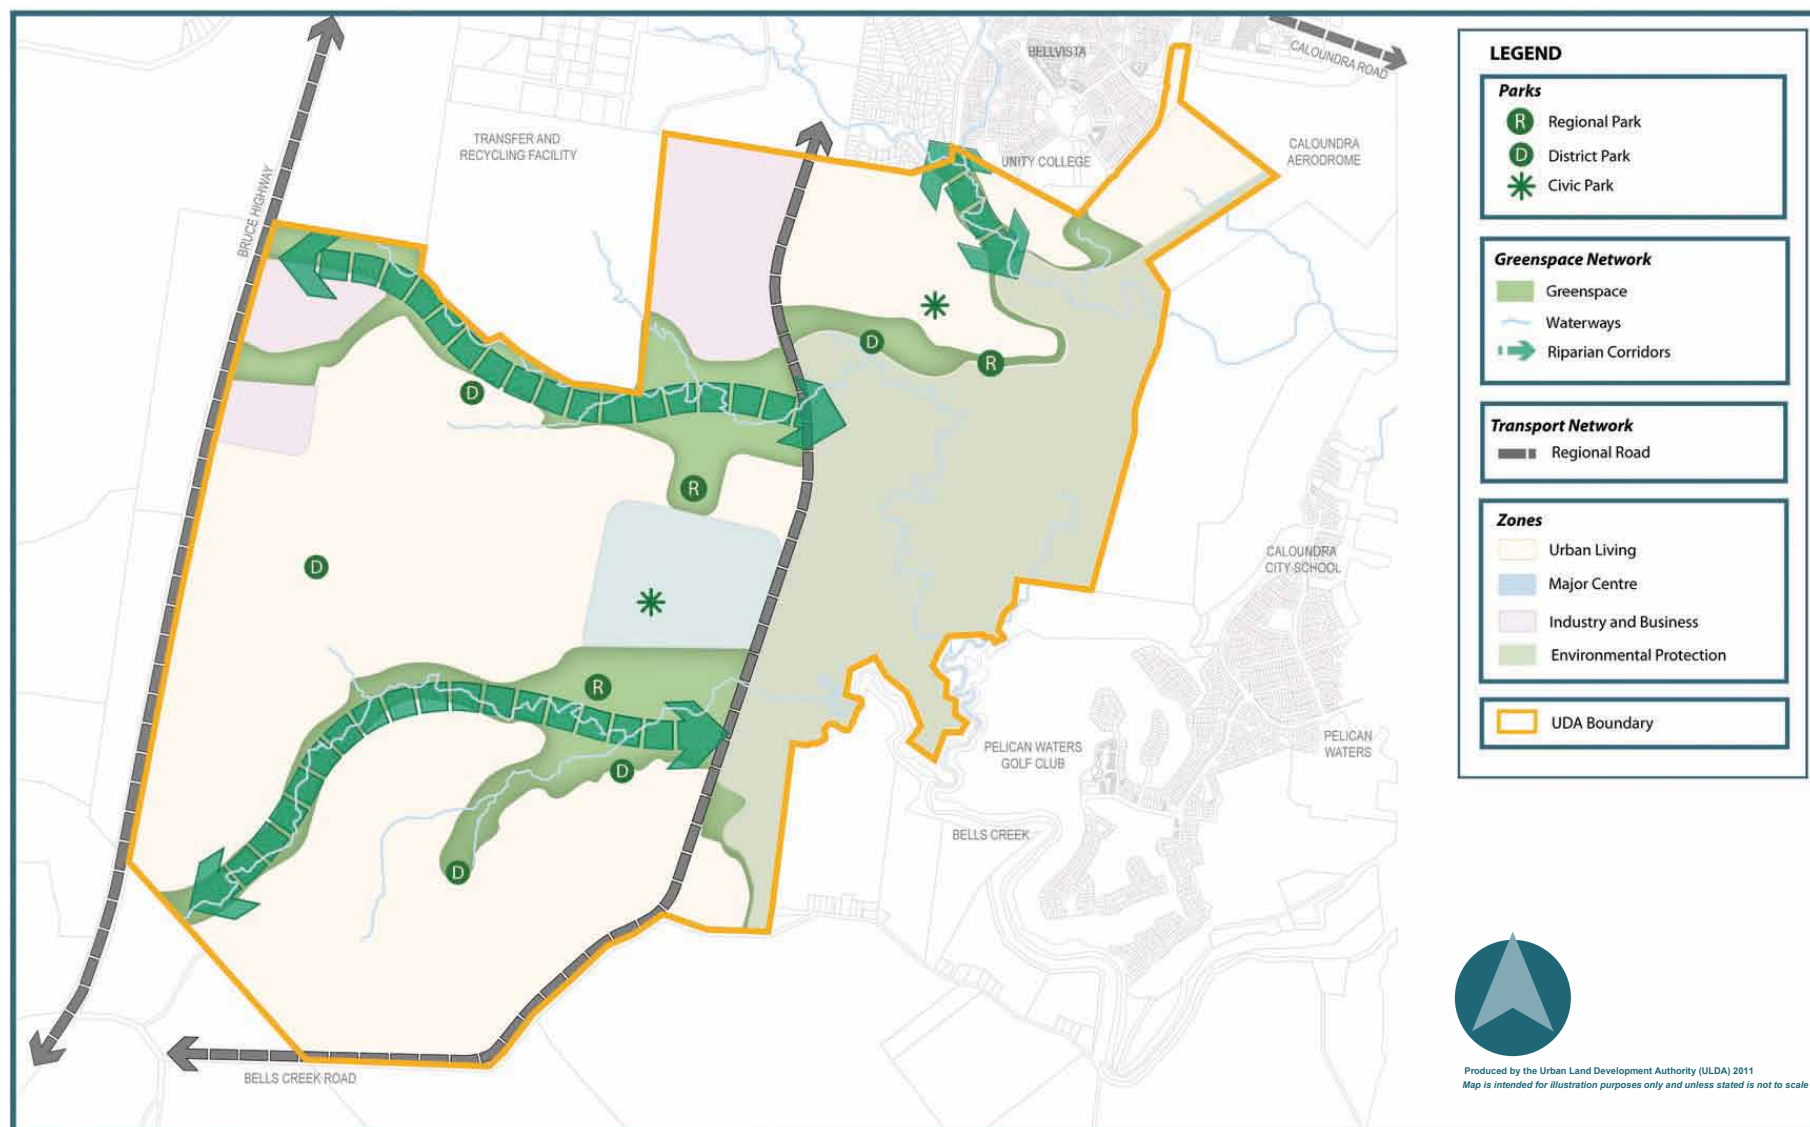 BELLVISTA
CALOUNDRA ROAD
TRANSFER AND
RECYCLING FACILITY
UNITY COLLEGE
CALOUNDRA
AERODROME
BRUCE HIGHWAY
D
R
D
R
D
CALOUNDRA
CITY SCHOOL
R
D
PELICAN WATERS
GOLF CLUB
PELICAN
WATERS
BELLS CREEK
D
BELLS CREEK ROAD
LEGEND
Parks
R Regional Park
D District Park
Civic Park
Greenspace Network
Greenspace
Waterways
Riparian Corridors
Transport Network
Regional Road
Zones
Urban Living
Major Centre
Industry and Business
Environmental Protection
UDA Boundary
Produced by the Urban Land Development Authority (ULDA) 2011
Map is intended for illustration purposes only and unless stated is not to scale